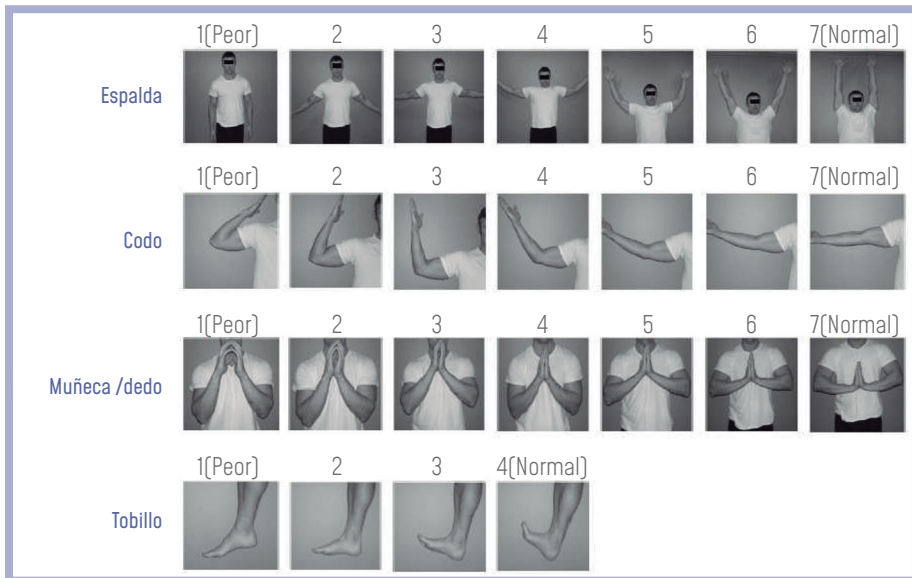 1(Peor) 2 3 4 5 6 7(Normal)
Espalda
1(Peor) 2 3 4 5 6 7(Normal)
Codo
1(Peor) 2 3 4 5 6 7(Normal)
Muñeca /dedo
1(Peor) 2 3 4(Normal)
Tobillo